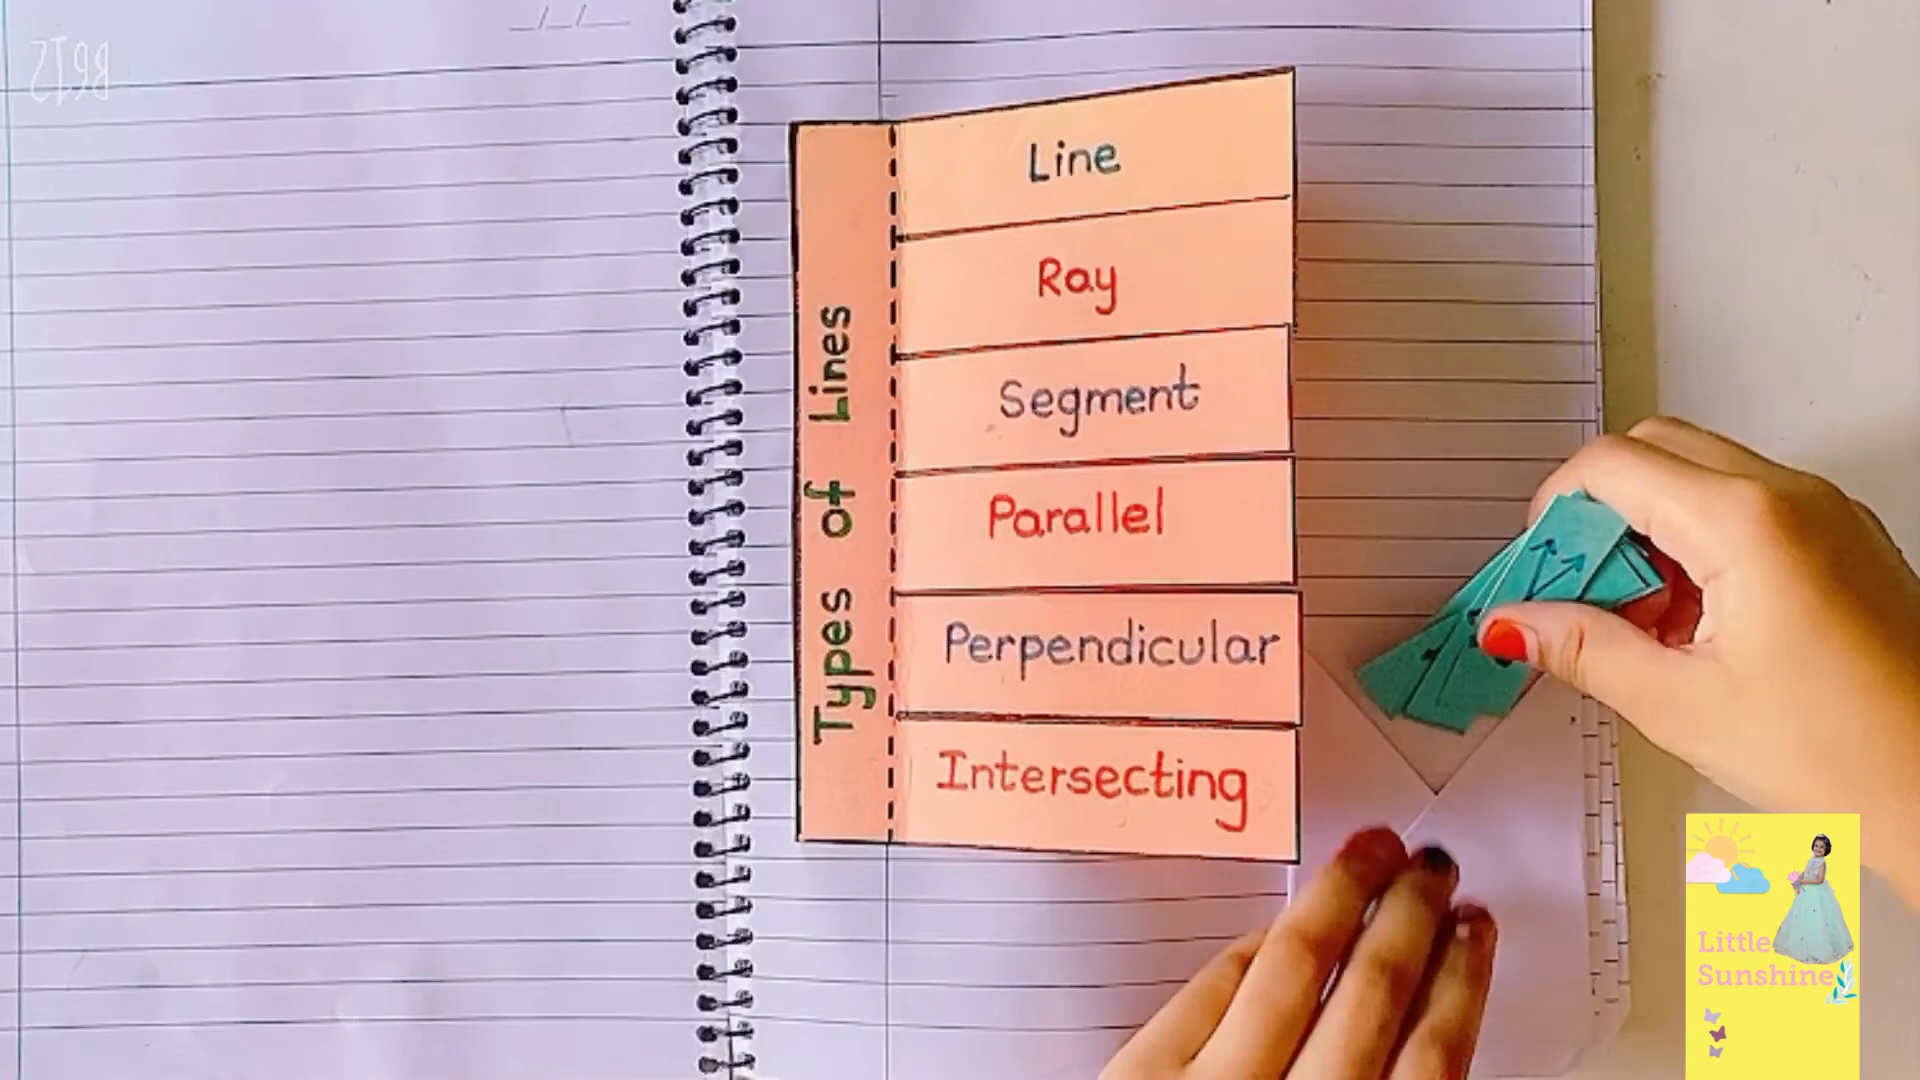 Types of Lines
Line
Ray
Segment
Parallel
Perpendicular
Intersecting
Little
Sunshine